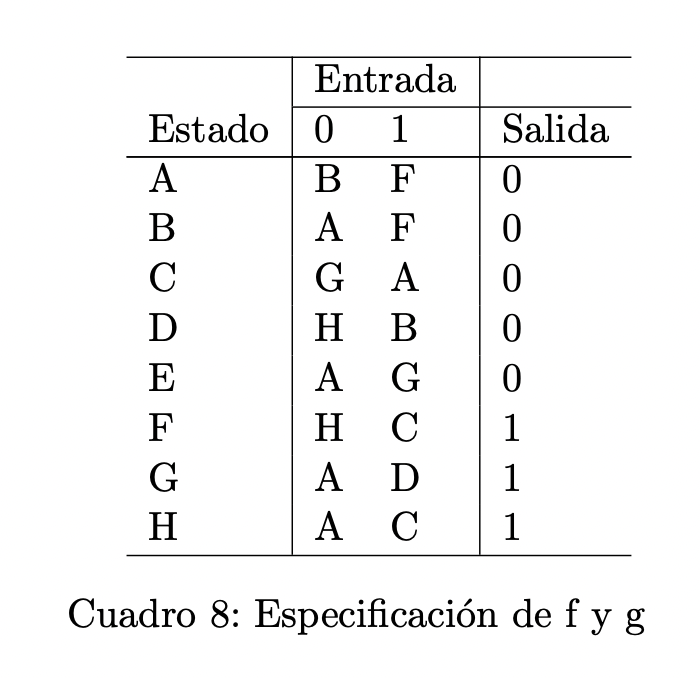 Entrada
Estado 0 1 Salida
A B F 0
B A F 0
C G A 0
D H B 0
E A G 0
F H C 1
G A D 1
H A C 1
Cuadro 8: Especificación de f y g